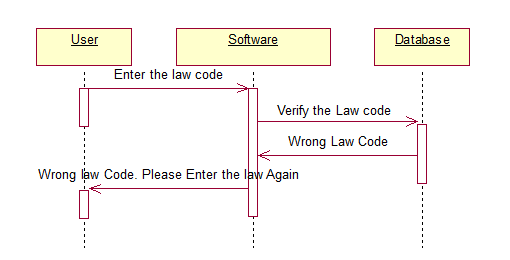 User
Software
Database
Enter the law code
Verify the Law code
Wrong Law Code
Wrong law Code. Please Enter the law Again